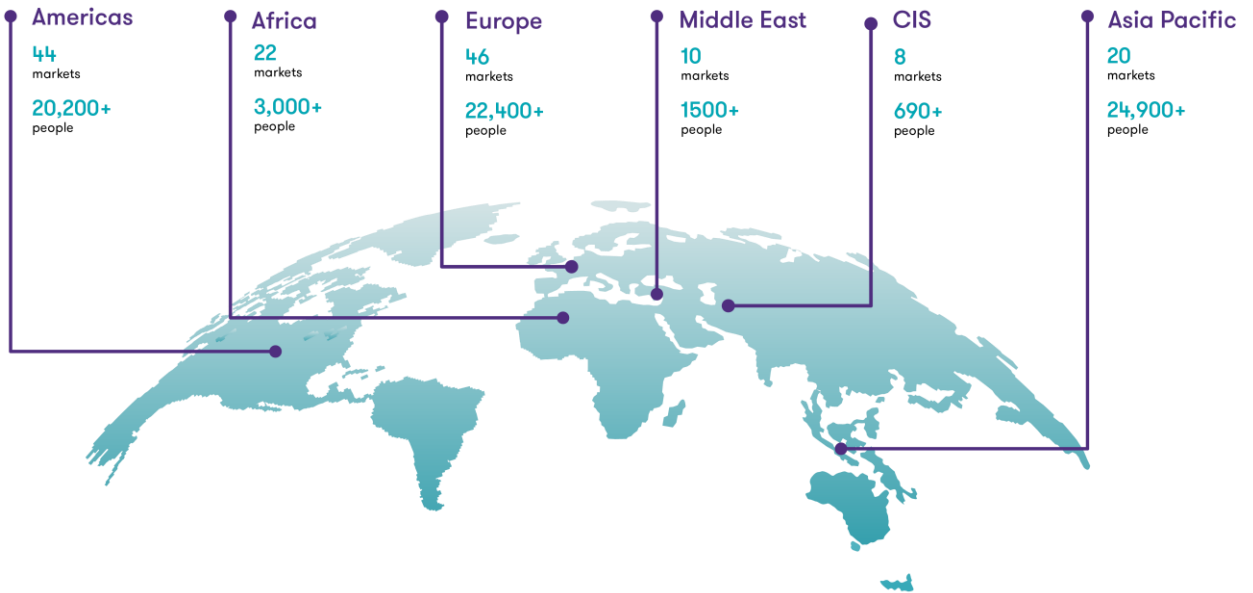 Americas
44
markets
20,200+
people
Africa
22
markets
3,000+
people
Europe
46
markets
22,400+
people
Middle East
10
markets
1500+
people
CIS
8
markets
690+
people
Asia Pacific
20
markets
24,900+
people